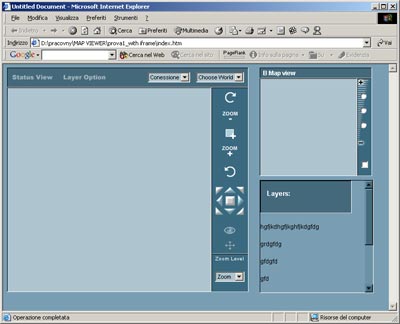 Untitled Document - Microsoft Internet Explorer
File Modifica Visualizza Preferiti Strumenti ?
Indietro Cerca Preferiti Multimedia
Indirizzo D:\pracovny\MAP VIEWER\prova1_with iframe\index.htm Vai
Google Cerca nel Web Cerca nel sito PageRank Info sulla pagina Su Evidenzia
Status View Layer Option Connessione Choose World
B Map view
ZOOM
-
ZOOM
+
Layers:
hgfjkdhgfjkghfjkdgfdg
grdgfdg
gfdgfd
gfd
Zoom Level
Zoom
Operazione completata Risorse del computer